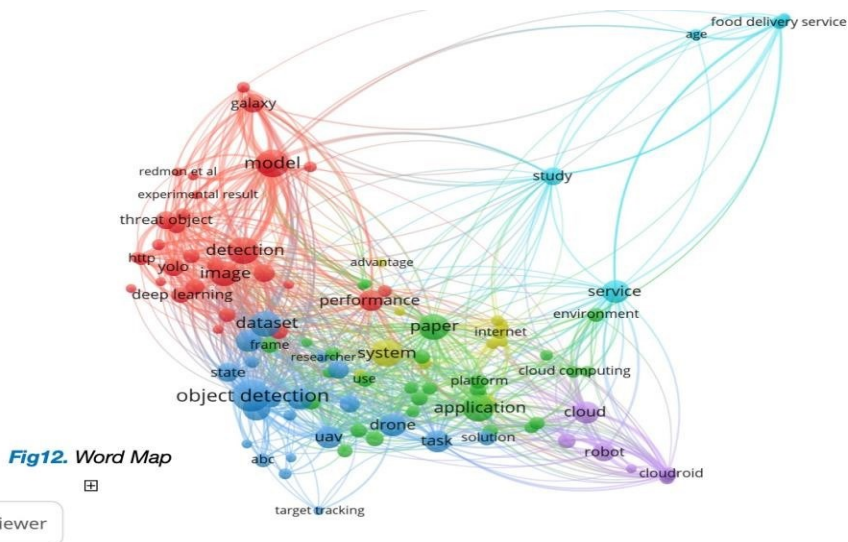 food delivery service
age
galaxy
model
redmon et al
study
experimental result
threat object
detection
http
advantage
yolo
image
deep learning
performance
service
environment
dataset
paper
internet
frame
researcher
system
state
use
platform
cloud computing
object detection
application
cloud
drone
uav
task
solution
Fig12. Word Map
abc
robot
cloudroid
target tracking
iewer